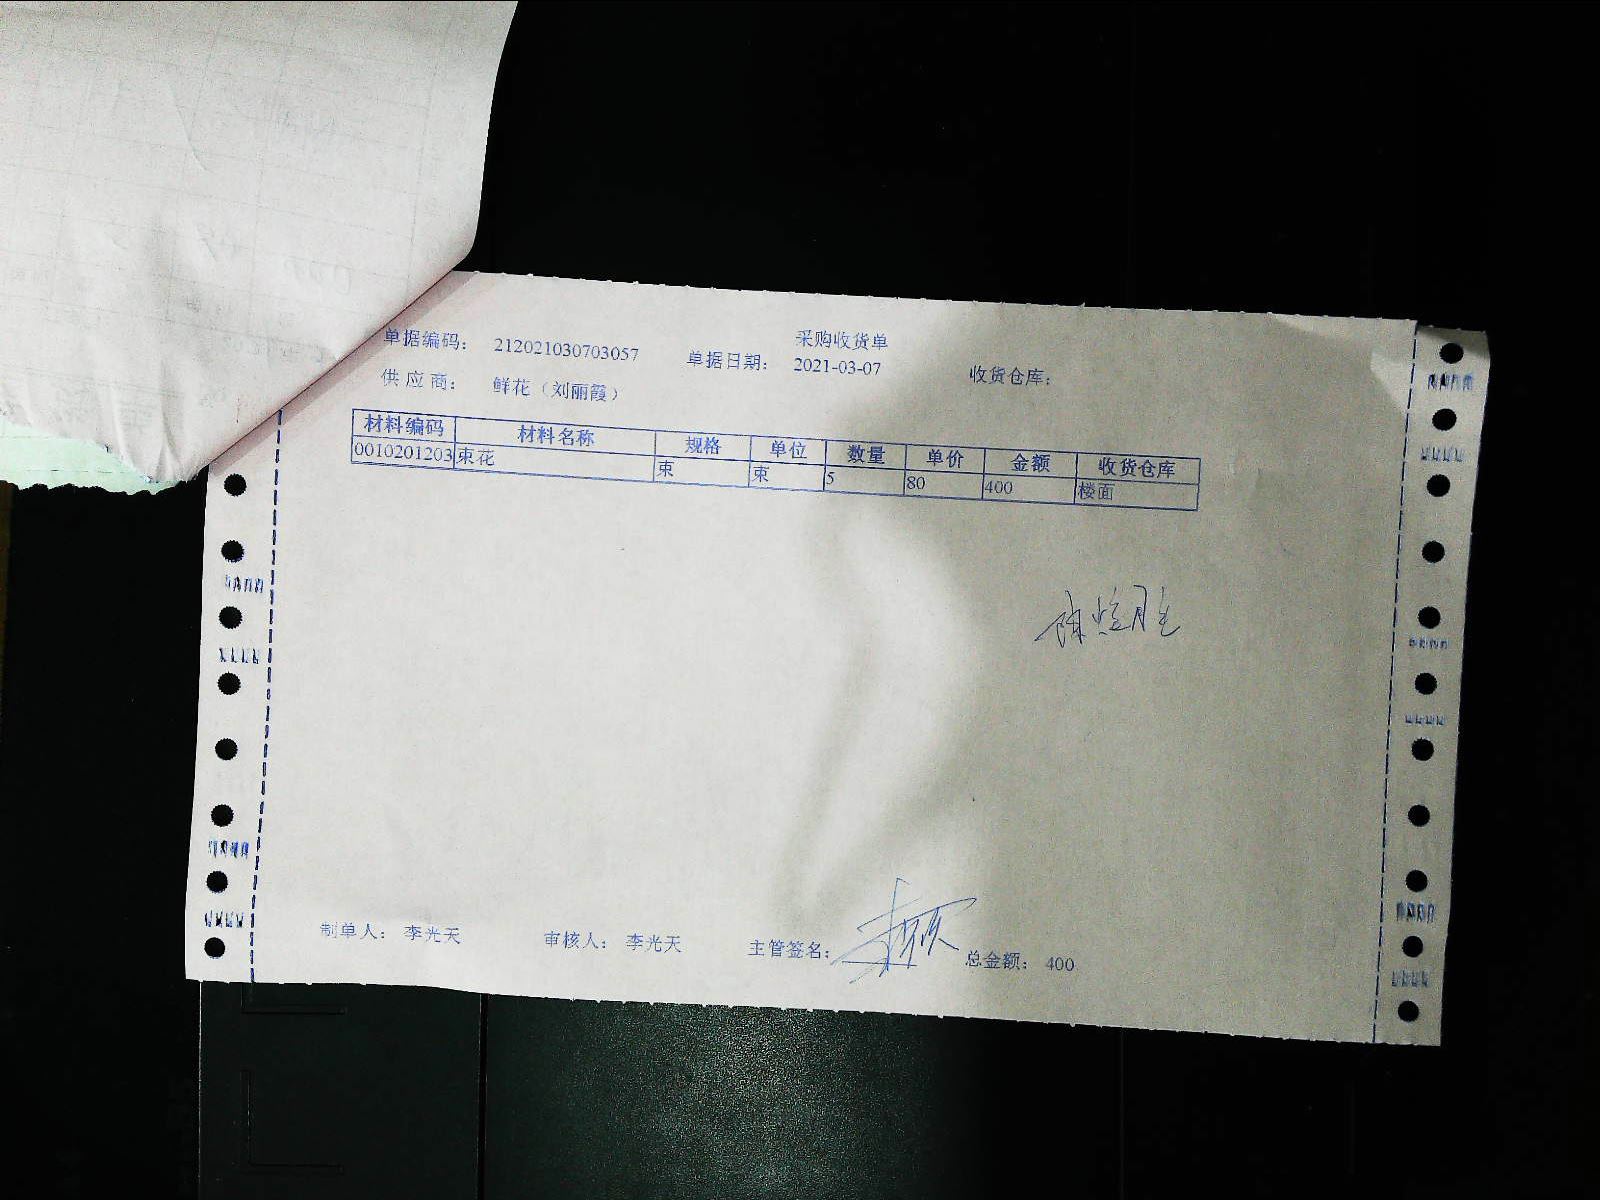 采购收货单
单据编码： 212021030703057 单据日期： 2021-03-07 收货仓库：
供应商： 鲜花（刘丽霞）
材料编码 材料名称 规格 单位 数量 单价 金额 收货仓库
0010201203 束花 束 束 5 80 400 楼面
制单人： 李光天 审核人： 李光天 主管签名： 总金额： 400